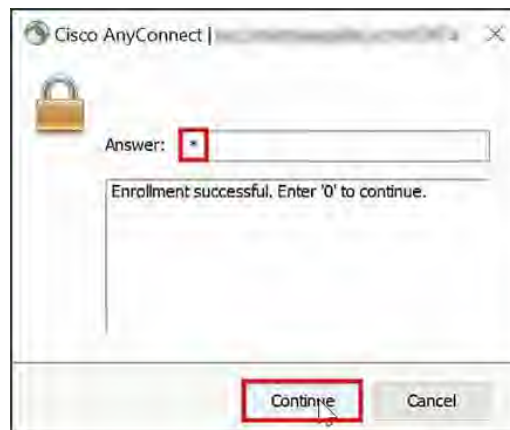 Cisco AnyConnect |
Answer: *
Enrollment successful. Enter '0' to continue.
Continue
Cancel